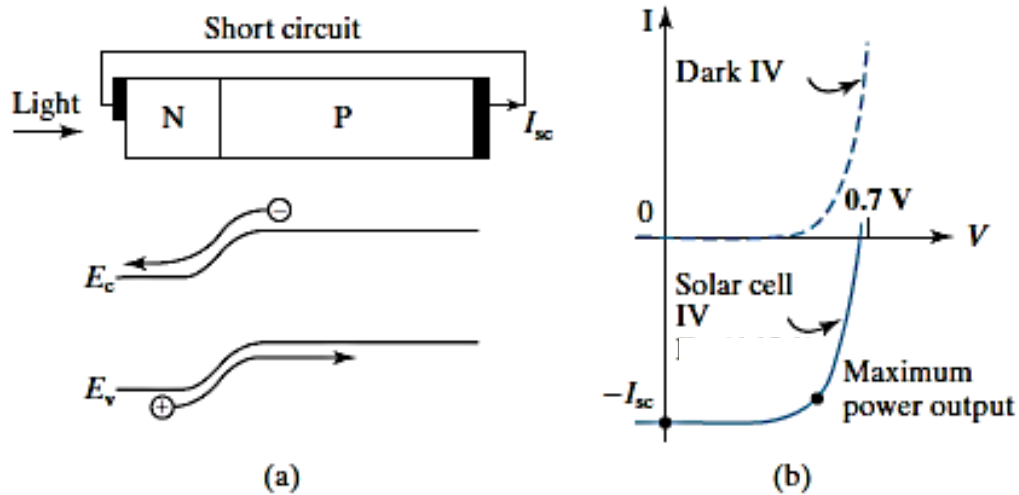 Short circuit
Light
N
P
I_sc
⊖
E_c
E_v
⊕
(a)
I
Dark IV
0
0.7 V
V
Solar cell
IV
−I_sc
Maximum
power output
(b)